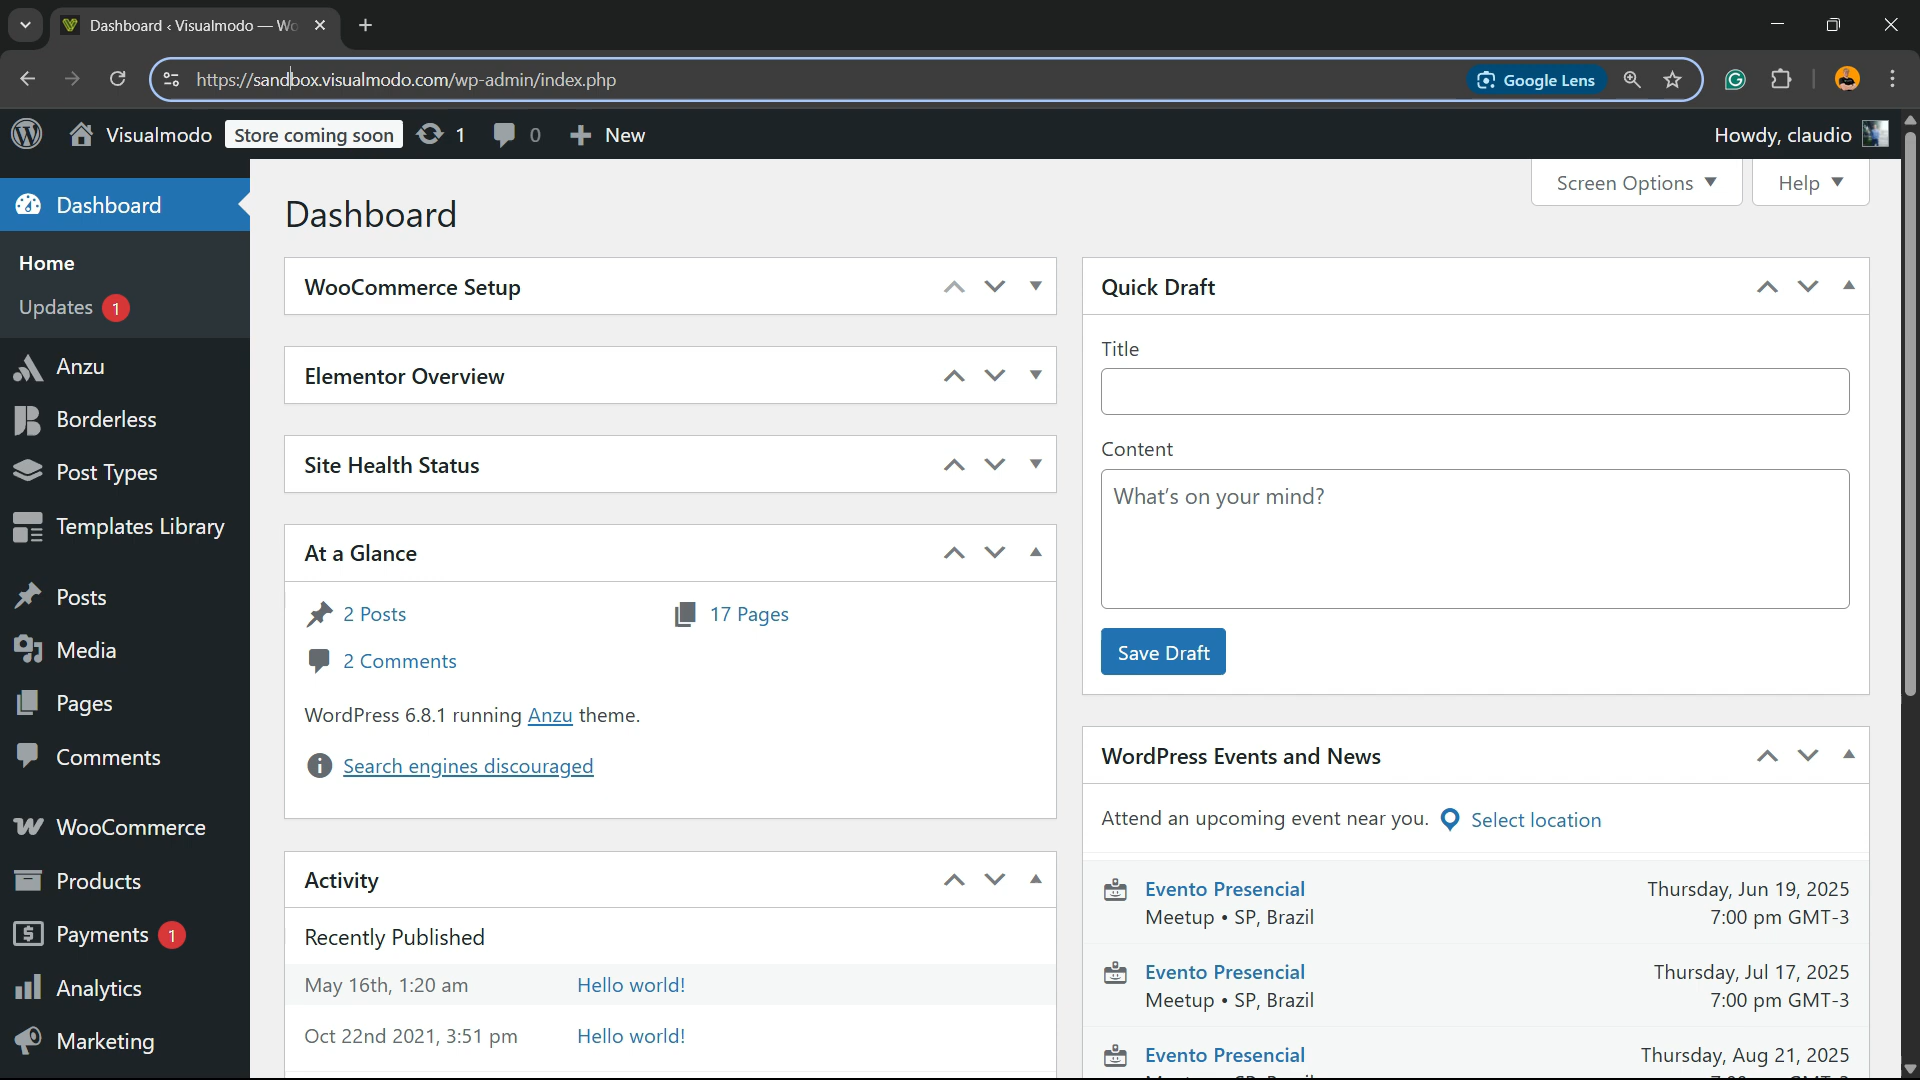 Dashboard ‹ Visualmodo — Wo
https://sandbox.visualmodo.com/wp-admin/index.php
Google Lens
Visualmodo
Store coming soon
1
0
New
Howdy, claudio
Dashboard
Home
Updates 1
Anzu
Borderless
Post Types
Templates Library
Posts
Media
Pages
Comments
WooCommerce
Products
Payments 1
Analytics
Marketing
Screen Options
Help
Dashboard
WooCommerce Setup
Elementor Overview
Site Health Status
At a Glance
2 Posts
17 Pages
2 Comments
WordPress 6.8.1 running Anzu theme.
Search engines discouraged
Activity
Recently Published
May 16th, 1:20 am Hello world!
Oct 22nd 2021, 3:51 pm Hello world!
Quick Draft
Title
Content
What's on your mind?
Save Draft
WordPress Events and News
Attend an upcoming event near you. Select location
Evento Presencial Thursday, Jun 19, 2025
Meetup • SP, Brazil 7:00 pm GMT-3
Evento Presencial Thursday, Jul 17, 2025
Meetup • SP, Brazil 7:00 pm GMT-3
Evento Presencial Thursday, Aug 21, 2025